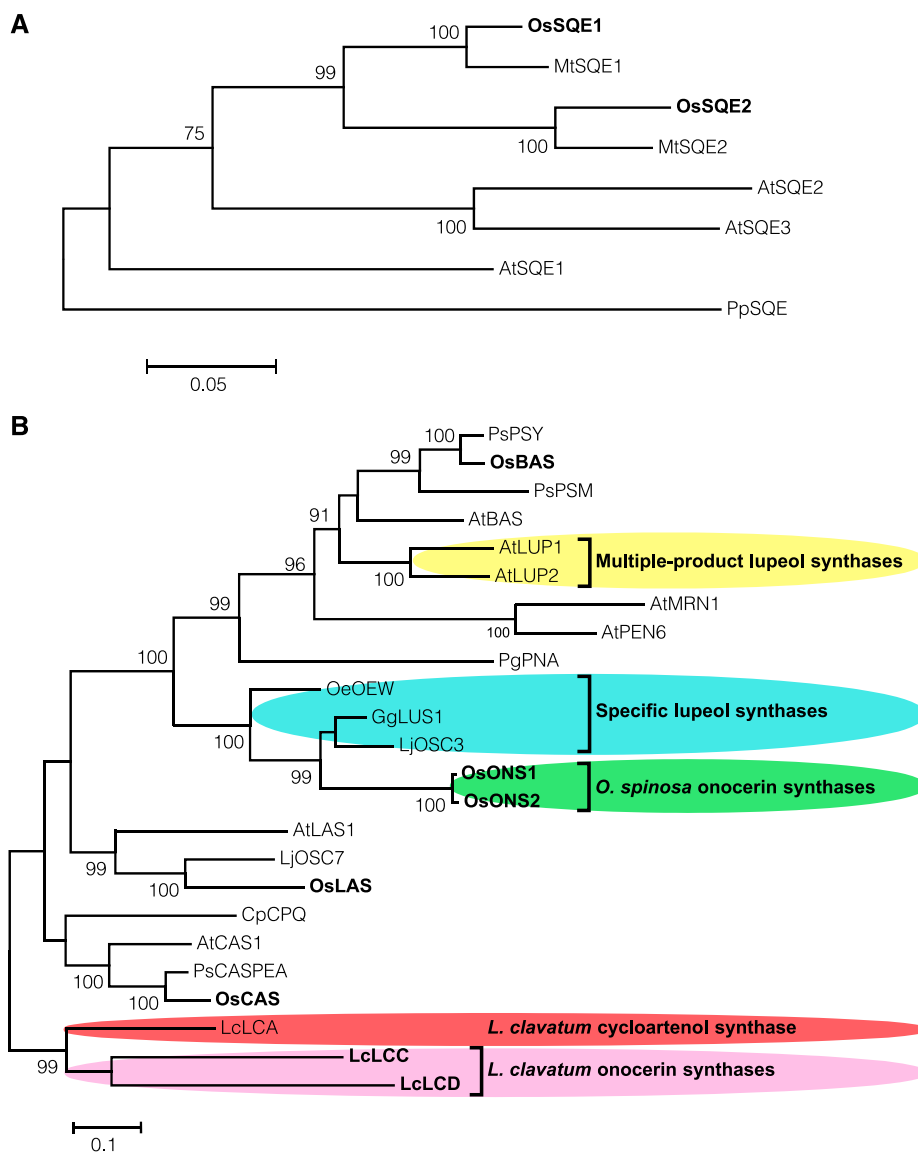 A
OsSQE1
100
MtSQE1
99
OsSQE2
75
100
MtSQE2
AtSQE2
100
AtSQE3
AtSQE1
PpSQE
0.05
B
PsPSY
100
OsBAS
99
PsPSM
91
AtBAS
AtLUP1
Multiple-product lupeol synthases
96
100
AtLUP2
AtMRN1
99
100
AtPEN6
100
PgPNA
OeOEW
GgLUS1
Specific lupeol synthases
100
LjOSC3
99
OsONS1
O. spinosa onocerin synthases
100
OsONS2
AtLAS1
LjOSC7
99
100
OsLAS
CpCPQ
AtCAS1
PsCASPEA
100
100
OsCAS
LcLCA
L. clavatum cycloartenol synthase
99
LcLCC
L. clavatum onocerin synthases
LcLCD
0.1